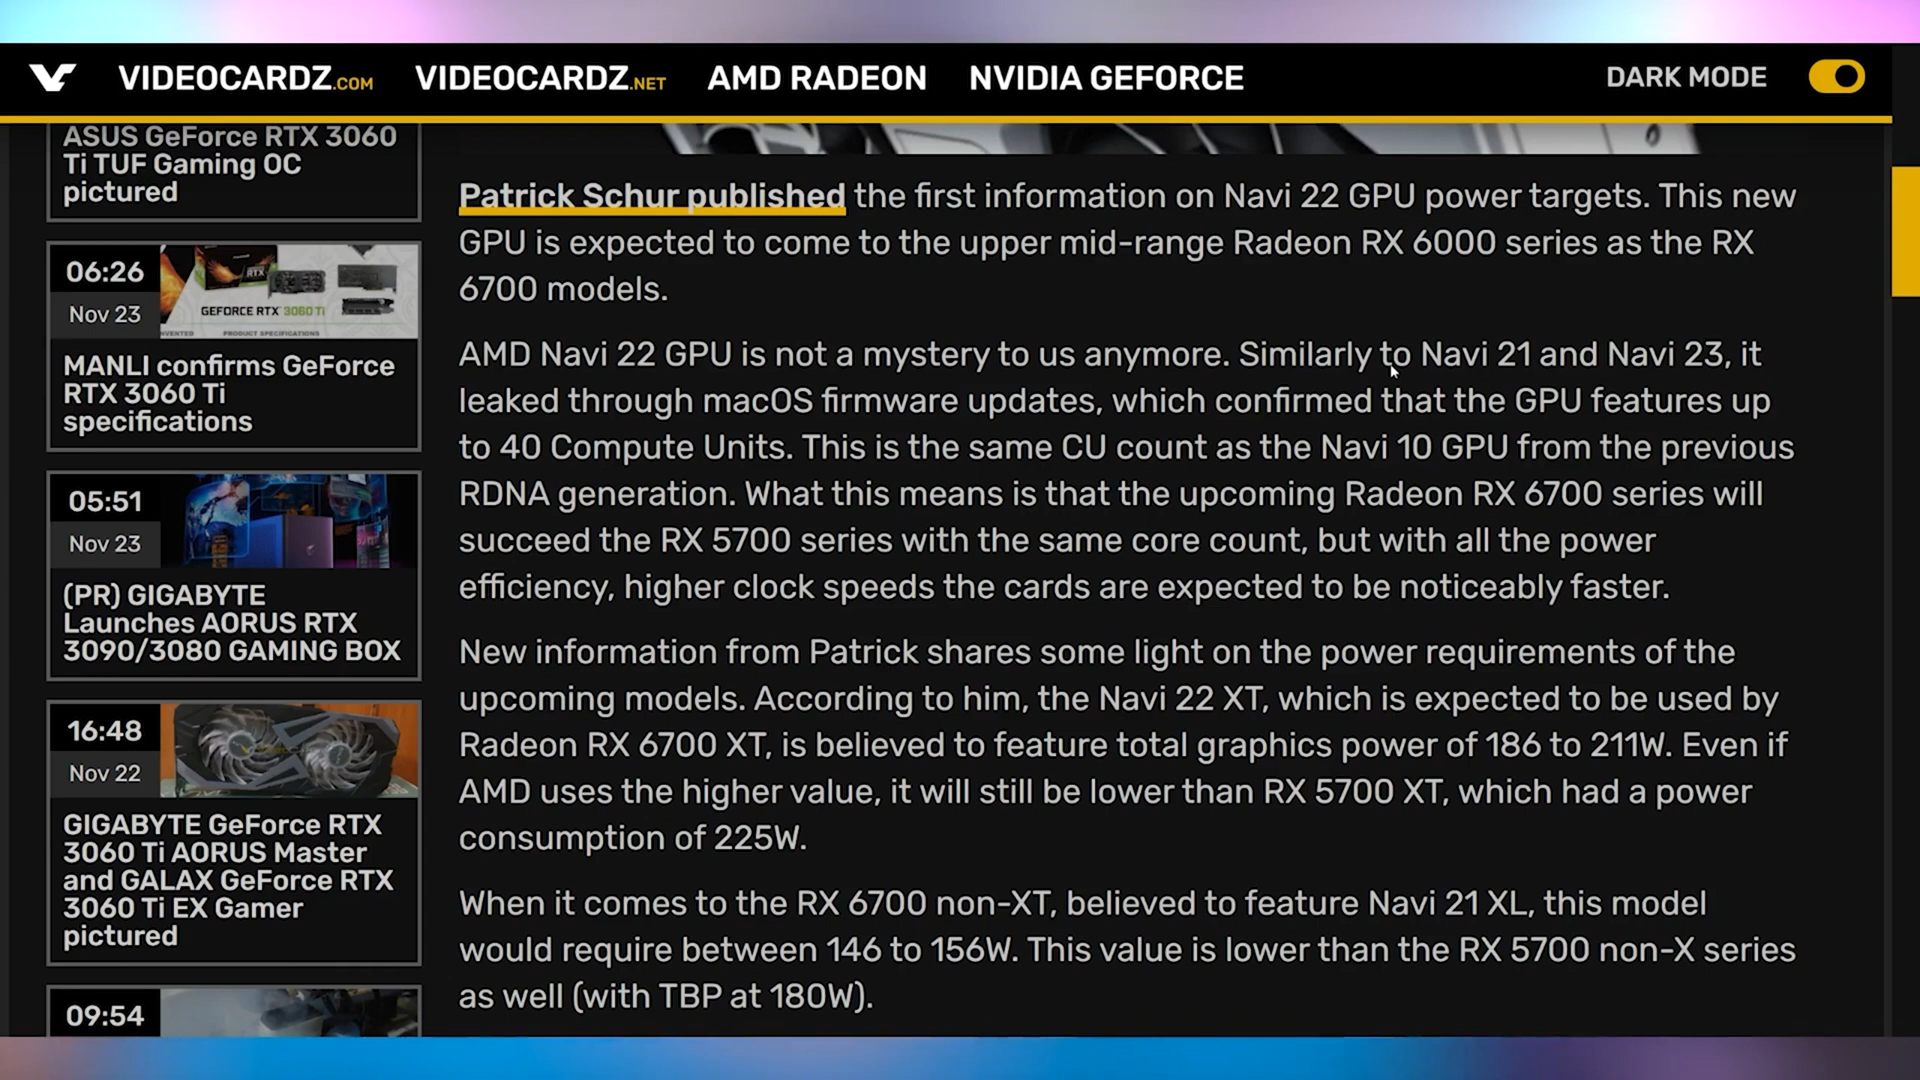 VIDEOCARDZ.COM VIDEOCARDZ.NET AMD RADEON NVIDIA GEFORCE DARK MODE
ASUS GeForce RTX 3060
Ti TUF Gaming OC
pictured
06:26
Nov 23
GEFORCE RTX 3060 Ti
PRODUCT SPECIFICATIONS
MANLI confirms GeForce
RTX 3060 Ti
specifications
05:51
Nov 23
(PR) GIGABYTE
Launches AORUS RTX
3090/3080 GAMING BOX
16:48
Nov 22
GIGABYTE GeForce RTX
3060 Ti AORUS Master
and GALAX GeForce RTX
3060 Ti EX Gamer
pictured
09:54
Patrick Schur published the first information on Navi 22 GPU power targets. This new
GPU is expected to come to the upper mid-range Radeon RX 6000 series as the RX
6700 models.
AMD Navi 22 GPU is not a mystery to us anymore. Similarly to Navi 21 and Navi 23, it
leaked through macOS firmware updates, which confirmed that the GPU features up
to 40 Compute Units. This is the same CU count as the Navi 10 GPU from the previous
RDNA generation. What this means is that the upcoming Radeon RX 6700 series will
succeed the RX 5700 series with the same core count, but with all the power
efficiency, higher clock speeds the cards are expected to be noticeably faster.
New information from Patrick shares some light on the power requirements of the
upcoming models. According to him, the Navi 22 XT, which is expected to be used by
Radeon RX 6700 XT, is believed to feature total graphics power of 186 to 211W. Even if
AMD uses the higher value, it will still be lower than RX 5700 XT, which had a power
consumption of 225W.
When it comes to the RX 6700 non-XT, believed to feature Navi 21 XL, this model
would require between 146 to 156W. This value is lower than the RX 5700 non-X series
as well (with TBP at 180W).